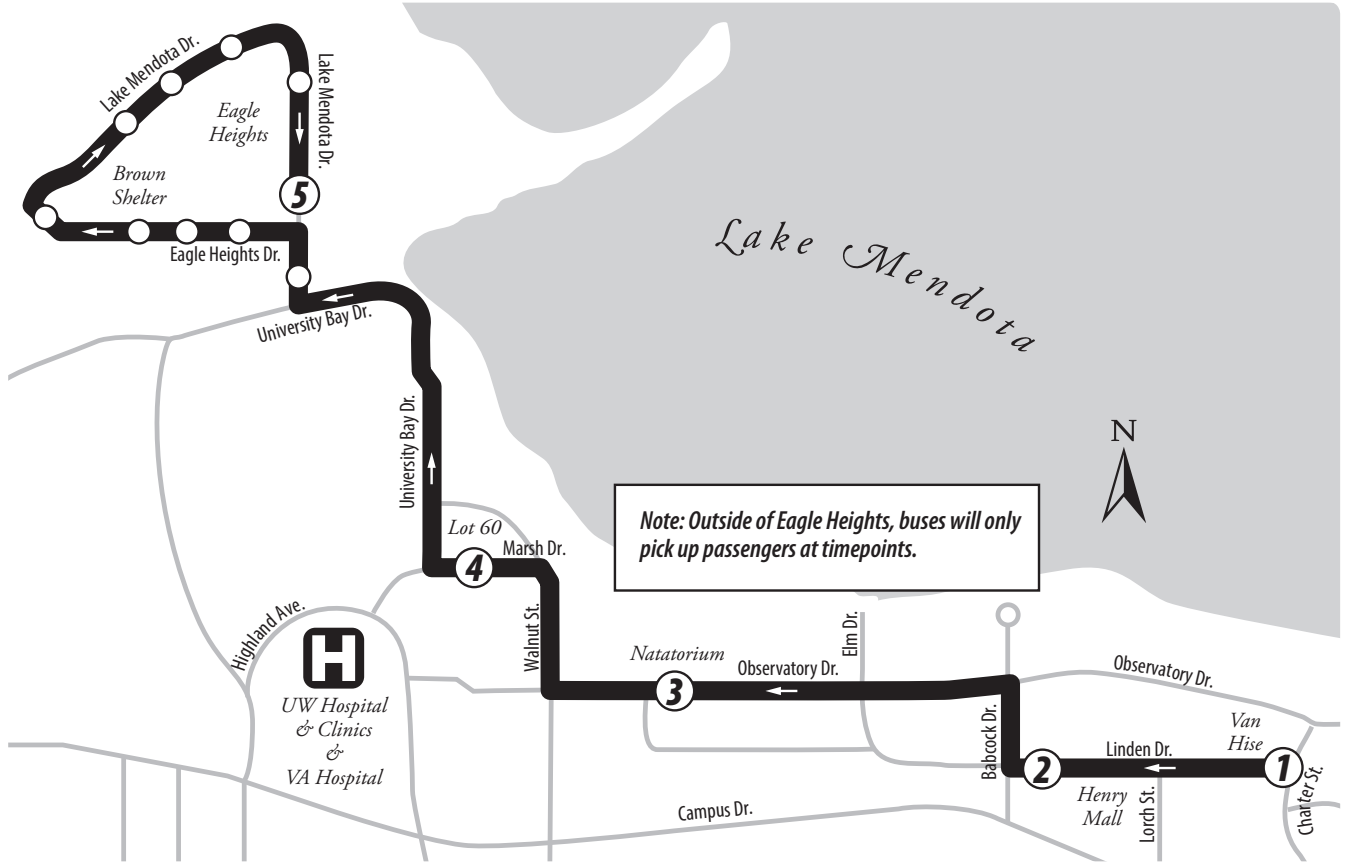 Lake Mendota Dr.
Lake Mendota Dr.
Eagle
Heights
Brown
Shelter
5
Eagle Heights Dr.
University Bay Dr.
Lake Mendota
University Bay Dr.
N
Note: Outside of Eagle Heights, buses will only
pick up passengers at timepoints.
Lot 60
4
Marsh Dr.
Highland Ave.
H
UW Hospital
& Clinics
&
VA Hospital
Walnut St.
Natatorium
3
Observatory Dr.
Elm Dr.
Observatory Dr.
Babcock Dr.
Van
Hise
2
Linden Dr.
1
Henry
Mall
Lorch St.
Charter St.
Campus Dr.